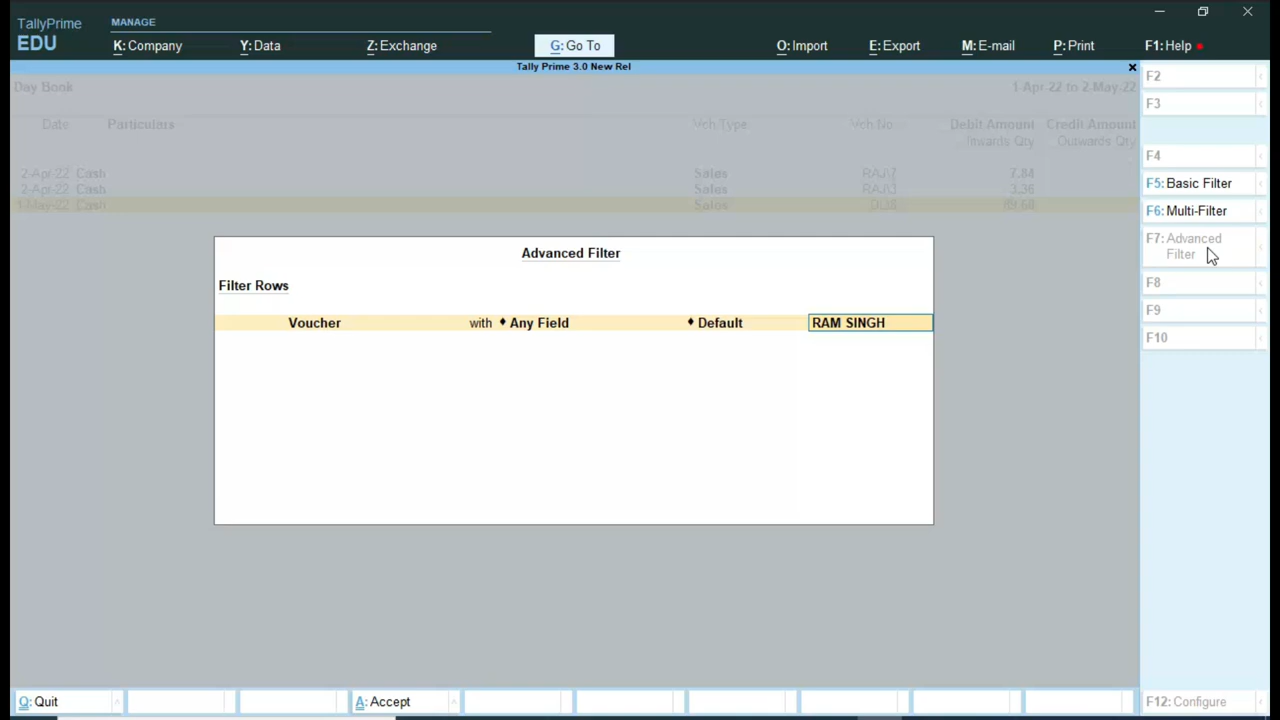 TallyPrime
EDU
MANAGE
K: Company
Y: Data
Z: Exchange
G: Go To
O: Import
E: Export
M: E-mail
P: Print
F1: Help
Tally Prime 3.0 New Rel
Day Book
1-Apr-22 to 2-May-22
Date
Particulars
Vch Type
Vch No.
Debit Amount
Inwards Qty
Credit Amount
Outwards Qty
2-Apr-22 Cash Sales RAJ\7 7.84
2-Apr-22 Cash Sales 3.36
Cash Sales 89.68
Advanced Filter
Filter Rows
Voucher with ♦ Any Field ♦ Default RAM SINGH
F2
F3
F4
F5: Basic Filter
F6: Multi-Filter
F7: Advanced
Filter
F8
F9
F10
Q: Quit
A: Accept
F12: Configure